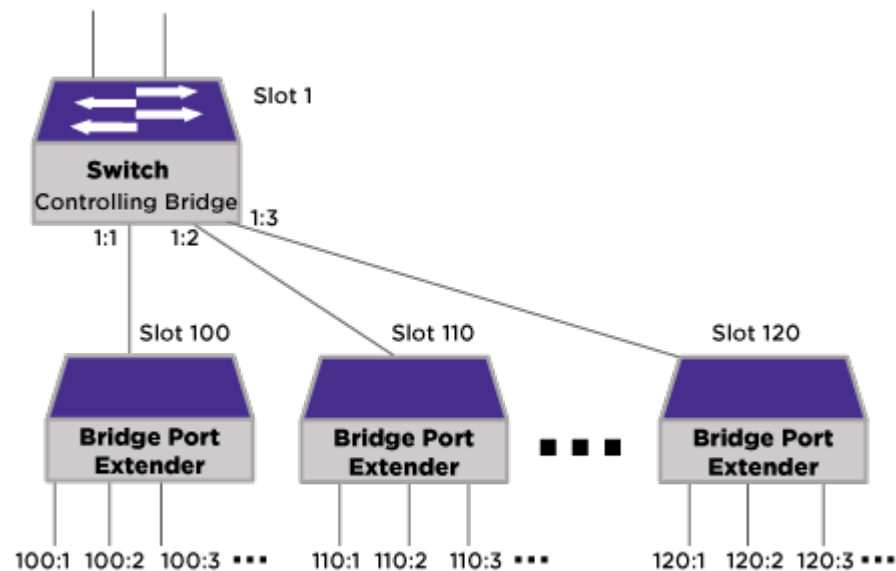 Slot 1
Switch
Controlling Bridge
1:1
1:2
1:3
Slot 100
Slot 110
Slot 120
Bridge Port
Extender
Bridge Port
Extender
Bridge Port
Extender
100:1 100:2 100:3 ...
110:1 110:2 110:3 ...
120:1 120:2 120:3 ...